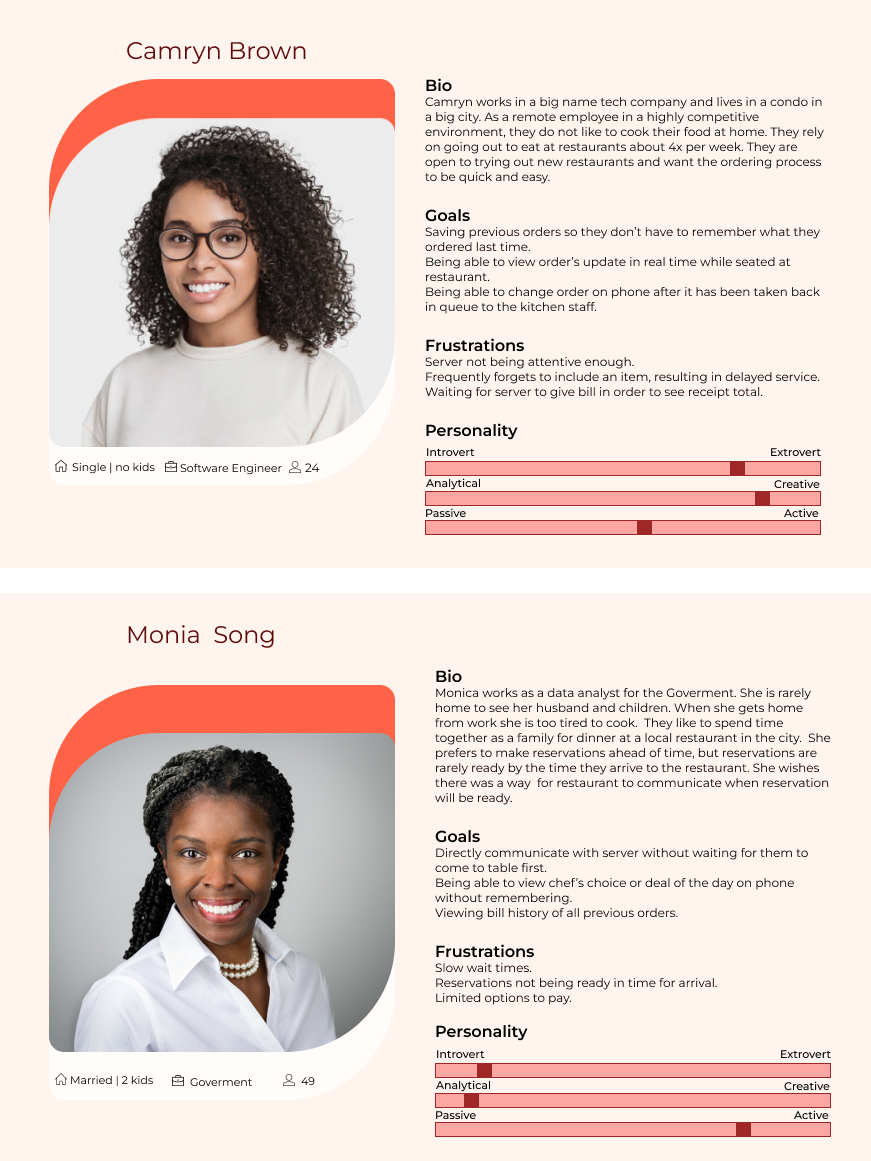 Camryn Brown
Bio
Camryn works in a big name tech company and lives in a condo in
a big city. As a remote employee in a highly competitive
environment, they do not like to cook their food at home. They rely
on going out to eat at restaurants about 4x per week. They are
open to trying out new restaurants and want the ordering process
to be quick and easy.
Goals
Saving previous orders so they don't have to remember what they
ordered last time.
Being able to view order's update in real time while seated at
restaurant.
Being able to change order on phone after it has been taken back
in queue to the kitchen staff.
Frustrations
Server not being attentive enough.
Frequently forgets to include an item, resulting in delayed service.
Waiting for server to give bill in order to see receipt total.
Personality
Introvert Extrovert
Analytical Creative
Passive Active
Single | no kids Software Engineer 24
Monia Song
Bio
Monica works as a data analyst for the Goverment. She is rarely
home to see her husband and children. When she gets home
from work she is too tired to cook. They like to spend time
together as a family for dinner at a local restaurant in the city. She
prefers to make reservations ahead of time, but reservations are
rarely ready by the time they arrive to the restaurant. She wishes
there was a way for restaurant to communicate when reservation
will be ready.
Goals
Directly communicate with server without waiting for them to
come to table first.
Being able to view chef's choice or deal of the day on phone
without remembering.
Viewing bill history of all previous orders.
Frustrations
Slow wait times.
Reservations not being ready in time for arrival.
Limited options to pay.
Personality
Introvert Extrovert
Analytical Creative
Passive Active
Married | 2 kids Goverment 49